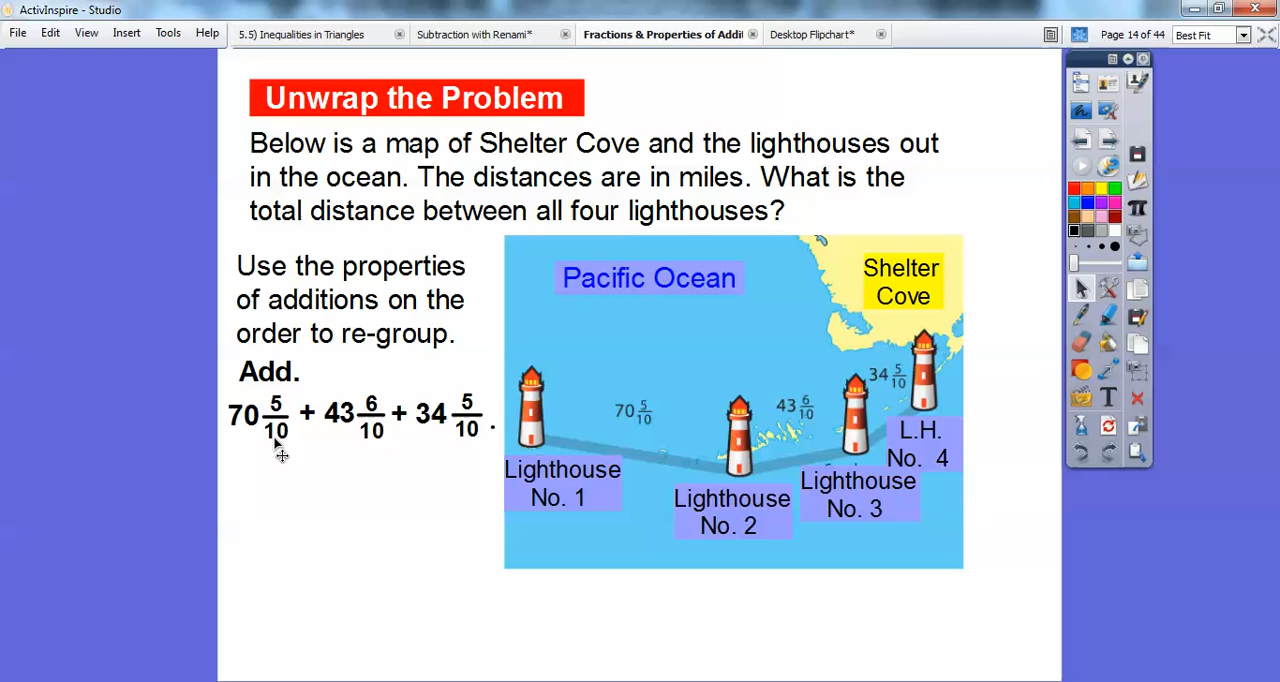 ActivInspire - Studio
File Edit View Insert Tools Help
5.5) Inequalities in Triangles
Subtraction with Renami*
Fractions & Properties of Addit
Desktop Flipchart*
Page 14 of 44
Best Fit
Unwrap the Problem
Below is a map of Shelter Cove and the lighthouses out
in the ocean. The distances are in miles. What is the
total distance between all four lighthouses?
Use the properties
of additions on the
order to re-group.
Add.
70 5/10 + 43 6/10 + 34 5/10 .
Pacific Ocean
Shelter
Cove
70 5/10
43 6/10
34 5/10
Lighthouse
No. 1
Lighthouse
No. 2
Lighthouse
No. 3
L.H.
No. 4